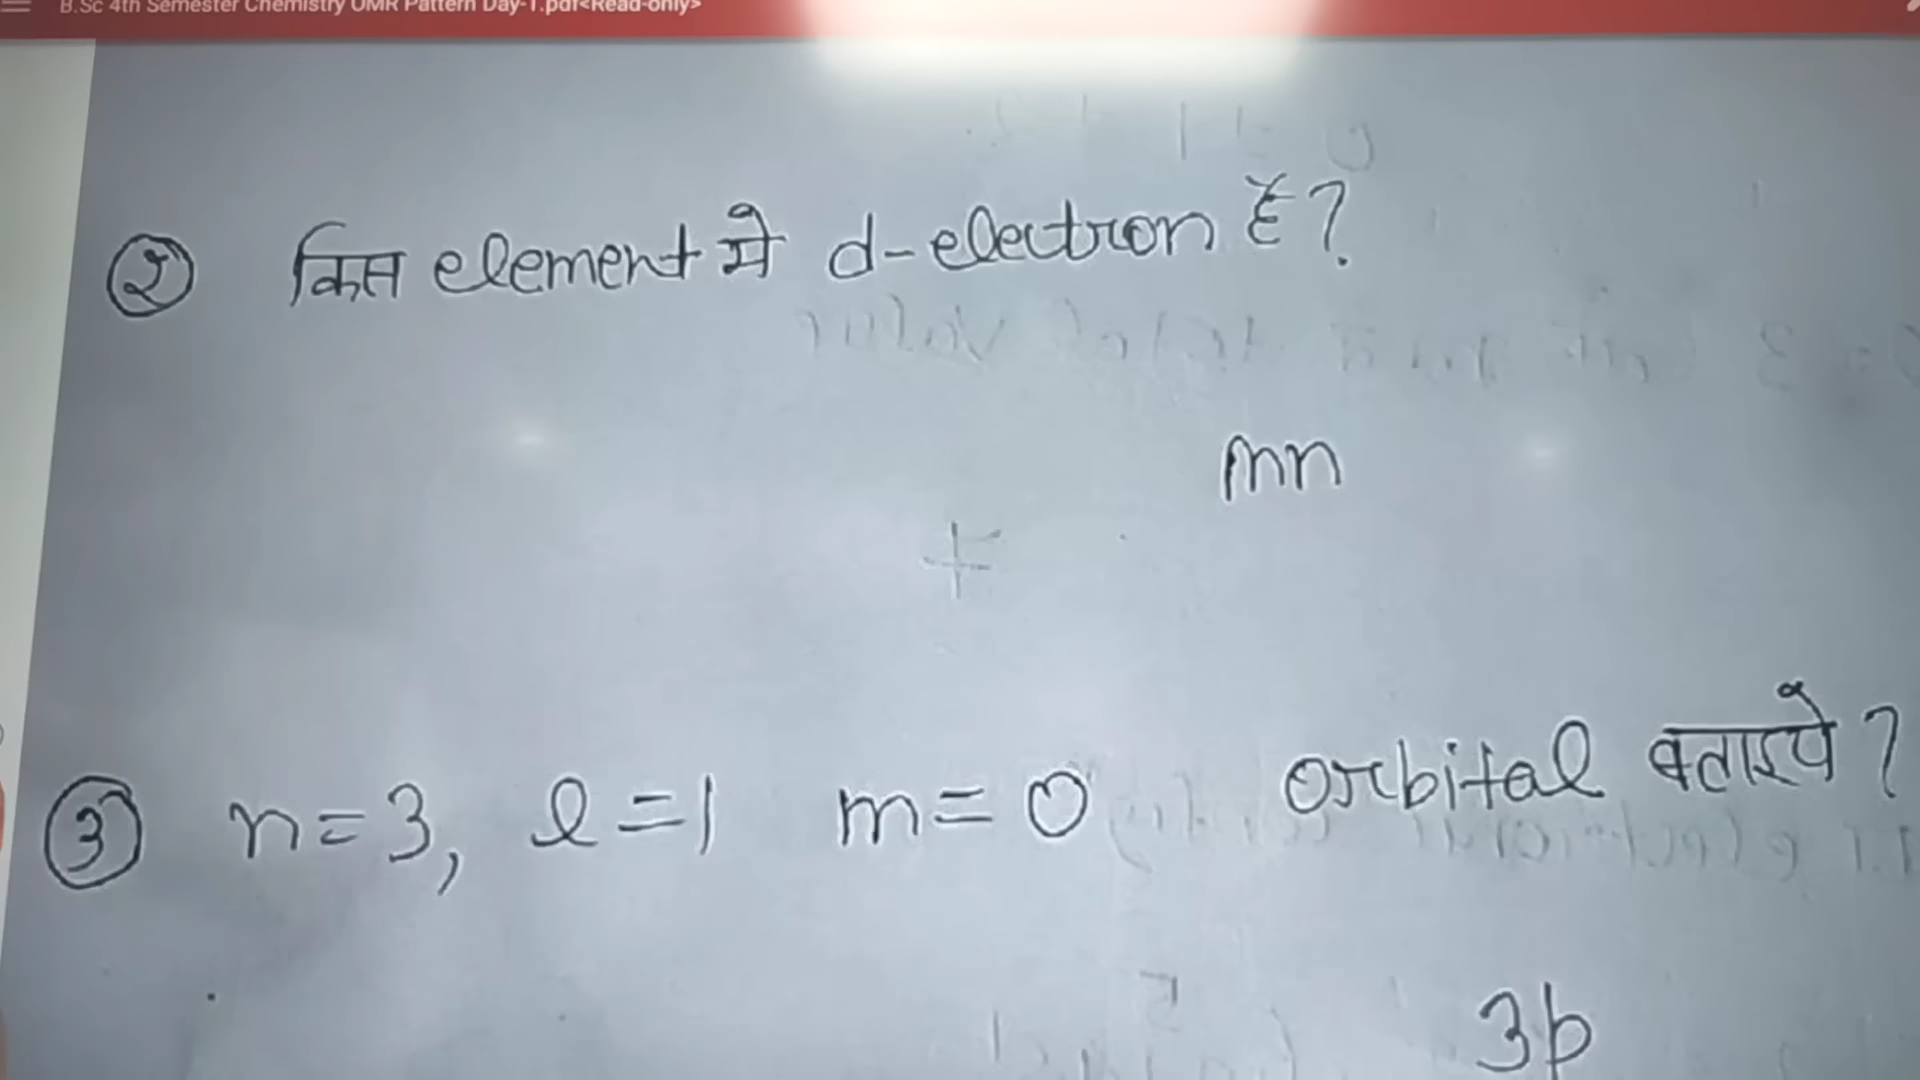 B.Sc 4th Semester Chemistry OMR Pattern Day-1.pdf<Read-only>
२ किस element मे d-electron है?
mn
3 n=3, l=1 m=0 orbital बताइये?
3p